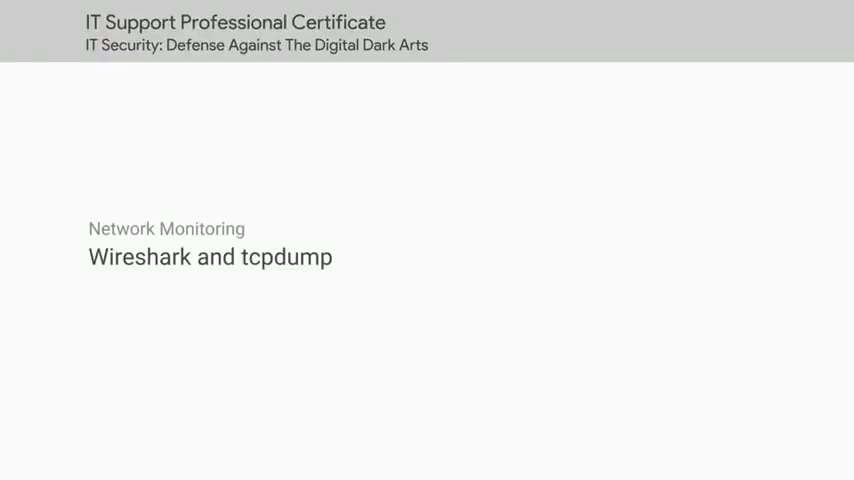 IT Support Professional Certificate
IT Security: Defense Against The Digital Dark Arts
Network Monitoring
Wireshark and tcpdump